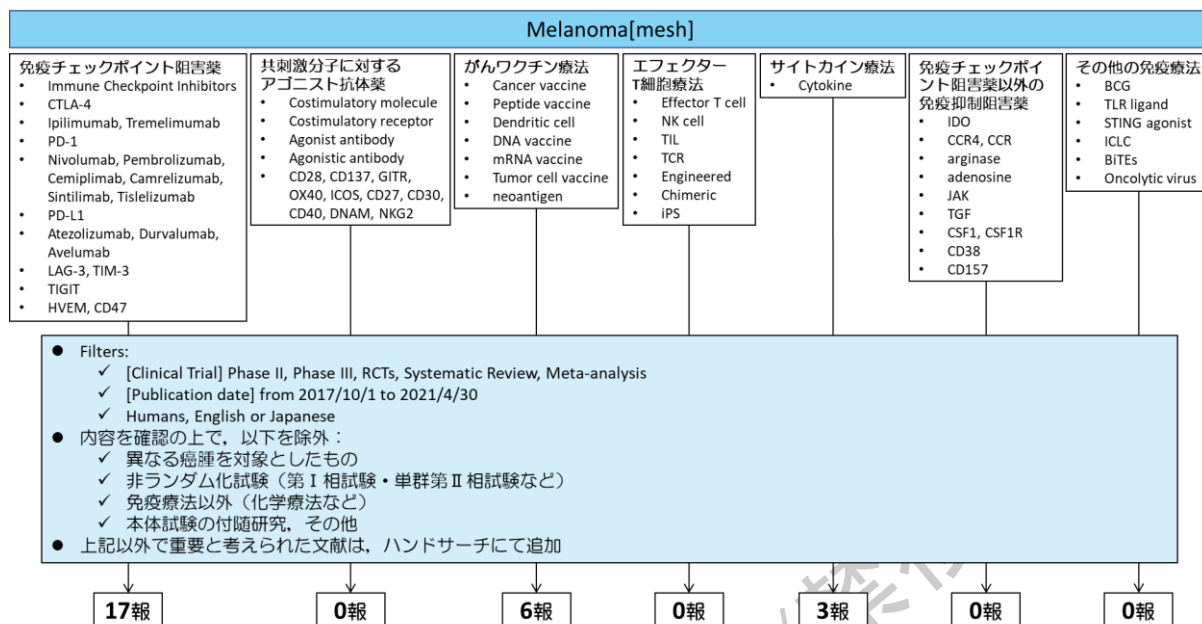 Melanoma[mesh]
免疫チェックポイント阻害薬
• Immune Checkpoint Inhibitors
• CTLA-4
• Ipilimumab, Tremelimumab
• PD-1
• Nivolumab, Pembrolizumab,
Cemiplimab, Camrelizumab,
Sintilimab, Tislelizumab
• PD-L1
• Atezolizumab, Durvalumab,
Avelumab
• LAG-3, TIM-3
• TIGIT
• HVEM, CD47
共刺激分子に対する
アゴニスト抗体薬
• Costimulatory molecule
• Costimulatory receptor
• Agonist antibody
• Agonistic antibody
• CD28, CD137, GITR,
OX40, ICOS, CD27, CD30,
CD40, DNAM, NKG2
がんワクチン療法
• Cancer vaccine
• Peptide vaccine
• Dendritic cell
• DNA vaccine
• mRNA vaccine
• Tumor cell vaccine
• neoantigen
エフェクター
T細胞療法
• Effector T cell
• NK cell
• TIL
• TCR
• Engineered
• Chimeric
• iPS
サイトカイン療法
• Cytokine
免疫チェックポイ
ント阻害薬以外の
免疫抑制阻害薬
• IDO
• CCR4, CCR
• arginase
• adenosine
• JAK
• TGF
• CSF1, CSF1R
• CD38
• CD157
その他の免疫療法
• BCG
• TLR ligand
• STING agonist
• ICLC
• BiTEs
• Oncolytic virus
● Filters:
✓ [Clinical Trial] Phase II, Phase III, RCTs, Systematic Review, Meta-analysis
✓ [Publication date] from 2017/10/1 to 2021/4/30
✓ Humans, English or Japanese
● 内容を確認の上で，以下を除外：
✓ 異なる癌腫を対象としたもの
✓ 非ランダム化試験（第Ⅰ相試験・単群第Ⅱ相試験など）
✓ 免疫療法以外（化学療法など）
✓ 本体試験の付随研究，その他
● 上記以外で重要と考えられた文献は，ハンドサーチにて追加
17報
0報
6報
0報
3報
0報
0報